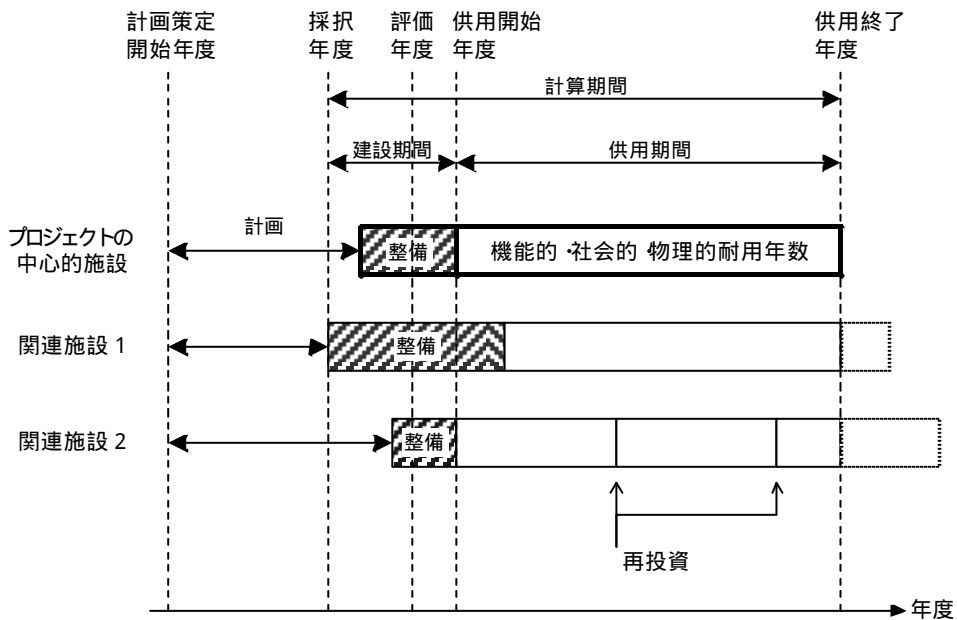 計画策定
開始年度
採択
年度
評価
年度
供用開始
年度
供用終了
年度
計算期間
建設期間
供用期間
プロジェクトの
中心的施設
計画
整備
機能的・社会的・物理的耐用年数
関連施設1
整備
関連施設2
整備
再投資
年度